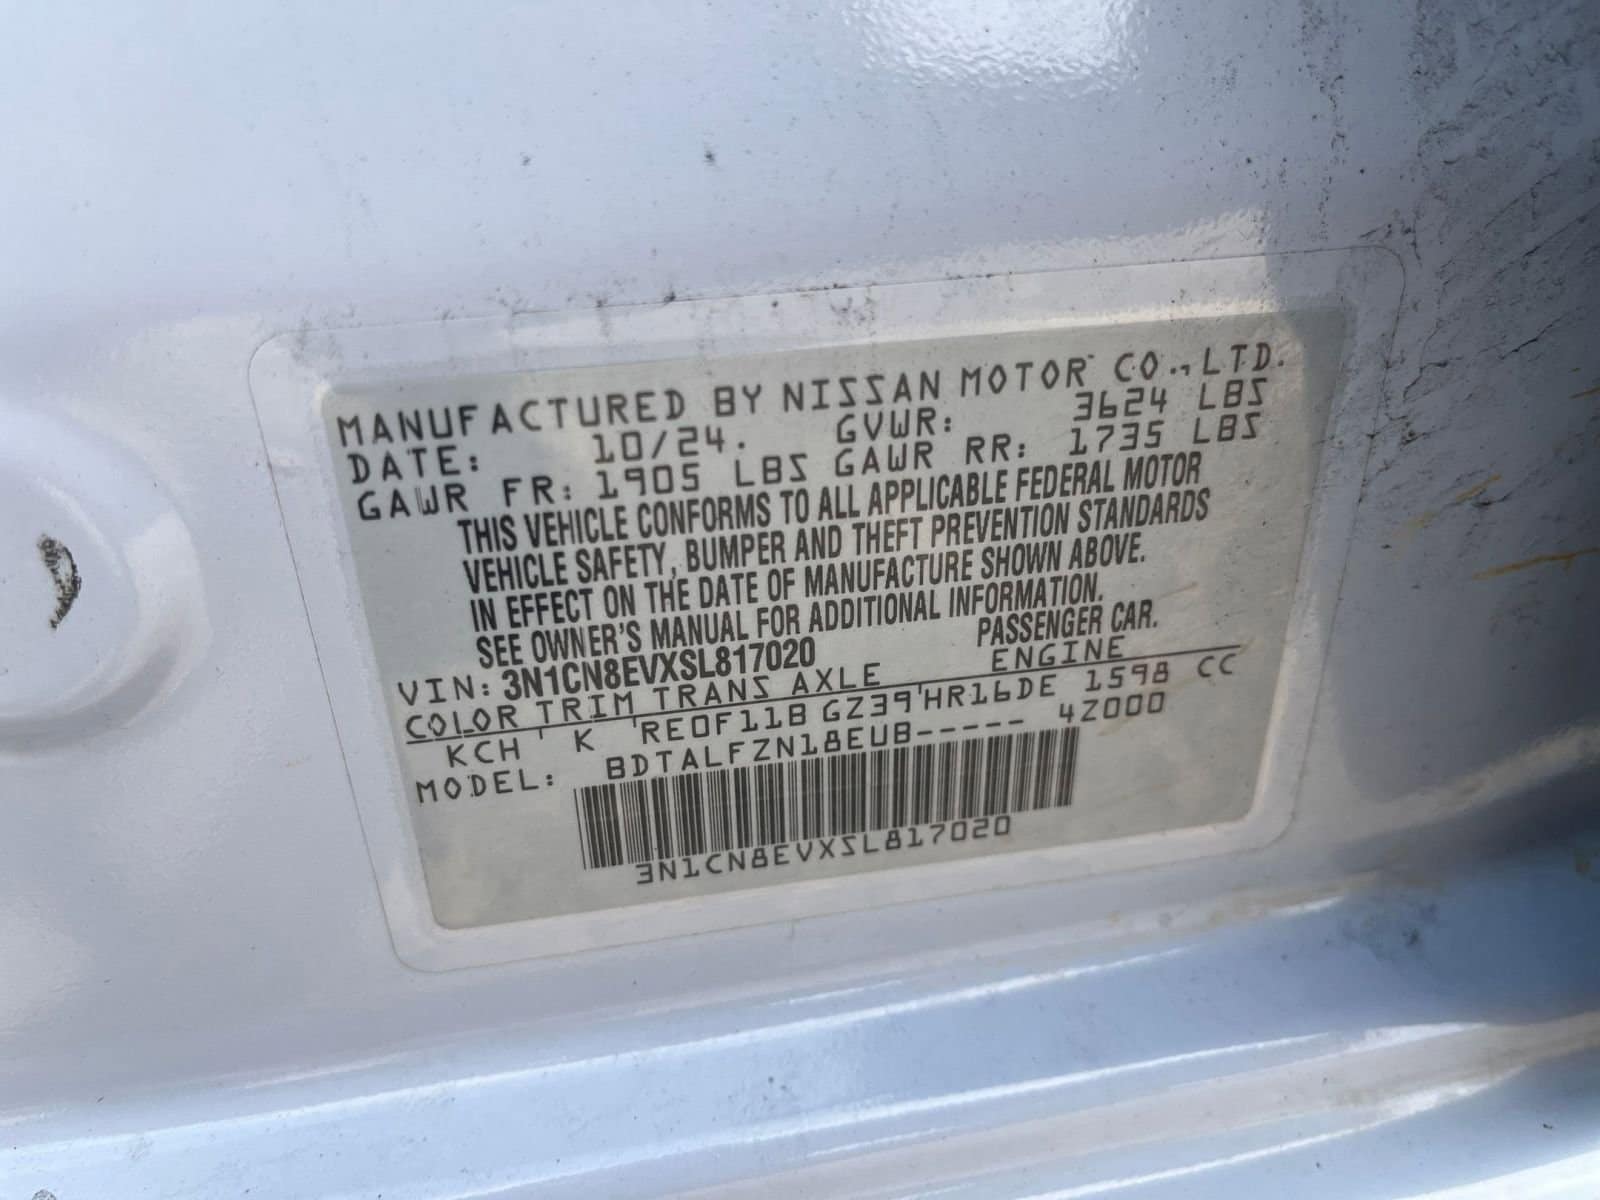 MANUFACTURED BY NISSAN MOTOR CO., LTD.
DATE: 10/24. GVWR: 3624 LBS
GAWR FR: 1905 LBS GAWR RR: 1735 LBS
THIS VEHICLE CONFORMS TO ALL APPLICABLE FEDERAL MOTOR
VEHICLE SAFETY, BUMPER AND THEFT PREVENTION STANDARDS
IN EFFECT ON THE DATE OF MANUFACTURE SHOWN ABOVE.
SEE OWNER'S MANUAL FOR ADDITIONAL INFORMATION.
VIN: 3N1CN8EVXSL817020 PASSENGER CAR.
COLOR TRIM TRANS AXLE ENGINE
KCH ' K ' RE0F11B GZ39 ' HR16DE 1598 CC
MODEL: BDTALFZN18EUB----- 4Z000
3N1CN8EVXSL817020